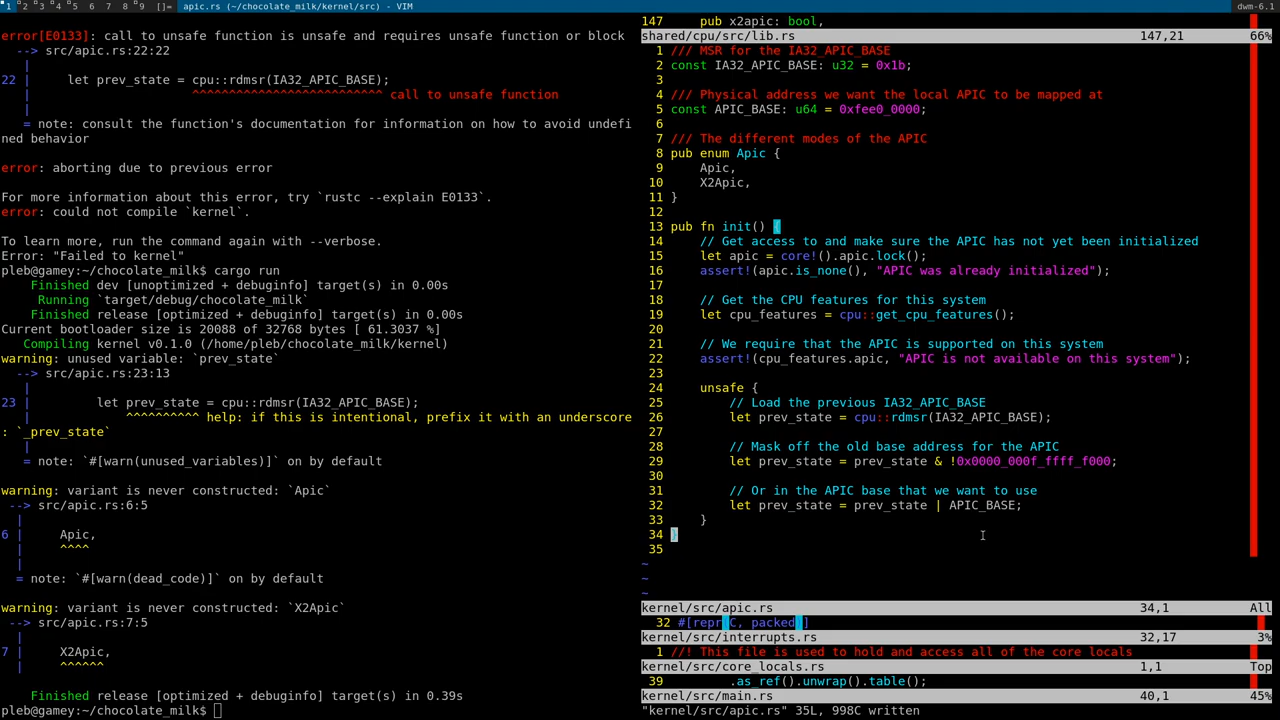 1 2 3 4 5 6 7 8 9 []= apic.rs (~/chocolate_milk/kernel/src) - VIM dwm-6.1
error[E0133]: call to unsafe function is unsafe and requires unsafe function or block
  --> src/apic.rs:22:22
   |
22 |     let prev_state = cpu::rdmsr(IA32_APIC_BASE);
   |                      ^^^^^^^^^^^^^^^^^^^^^^^^^^ call to unsafe function
   |
   = note: consult the function's documentation for information on how to avoid undefi
ned behavior
error: aborting due to previous error
For more information about this error, try `rustc --explain E0133`.
error: could not compile `kernel`.
To learn more, run the command again with --verbose.
Error: "Failed to kernel"
pleb@gamey:~/chocolate_milk$ cargo run
    Finished dev [unoptimized + debuginfo] target(s) in 0.00s
     Running `target/debug/chocolate_milk`
    Finished release [optimized + debuginfo] target(s) in 0.00s
Current bootloader size is 20088 of 32768 bytes [ 61.3037 %]
   Compiling kernel v0.1.0 (/home/pleb/chocolate_milk/kernel)
warning: unused variable: `prev_state`
  --> src/apic.rs:23:13
   |
23 |         let prev_state = cpu::rdmsr(IA32_APIC_BASE);
   |             ^^^^^^^^^^ help: if this is intentional, prefix it with an underscore
: `_prev_state`
   |
   = note: `#[warn(unused_variables)]` on by default
warning: variant is never constructed: `Apic`
 --> src/apic.rs:6:5
  |
6 |     Apic,
  |     ^^^^
  |
  = note: `#[warn(dead_code)]` on by default
warning: variant is never constructed: `X2Apic`
 --> src/apic.rs:7:5
  |
7 |     X2Apic,
  |     ^^^^^^
    Finished release [optimized + debuginfo] target(s) in 0.39s
pleb@gamey:~/chocolate_milk$
147     pub x2apic: bool,
shared/cpu/src/lib.rs 147,21 66%
1 /// MSR for the IA32_APIC_BASE
2 const IA32_APIC_BASE: u32 = 0x1b;
3
4 /// Physical address we want the local APIC to be mapped at
5 const APIC_BASE: u64 = 0xfee0_0000;
6
7 /// The different modes of the APIC
8 pub enum Apic {
9     Apic,
10     X2Apic,
11 }
12
13 pub fn init() {
14     // Get access to and make sure the APIC has not yet been initialized
15     let apic = core!().apic.lock();
16     assert!(apic.is_none(), "APIC was already initialized");
17
18     // Get the CPU features for this system
19     let cpu_features = cpu::get_cpu_features();
20
21     // We require that the APIC is supported on this system
22     assert!(cpu_features.apic, "APIC is not available on this system");
23
24     unsafe {
25         // Load the previous IA32_APIC_BASE
26         let prev_state = cpu::rdmsr(IA32_APIC_BASE);
27
28         // Mask off the old base address for the APIC
29         let prev_state = prev_state & !0x0000_000f_ffff_f000;
30
31         // Or in the APIC base that we want to use
32         let prev_state = prev_state | APIC_BASE;
33     }
34 }
35
~
~
~
kernel/src/apic.rs 34,1 All
32 #[repr(C, packed)]
kernel/src/interrupts.rs 32,17 3%
1 //! This file is used to hold and access all of the core locals
kernel/src/core_locals.rs 1,1 Top
39         .as_ref().unwrap().table();
kernel/src/main.rs 40,1 45%
"kernel/src/apic.rs" 35L, 998C written